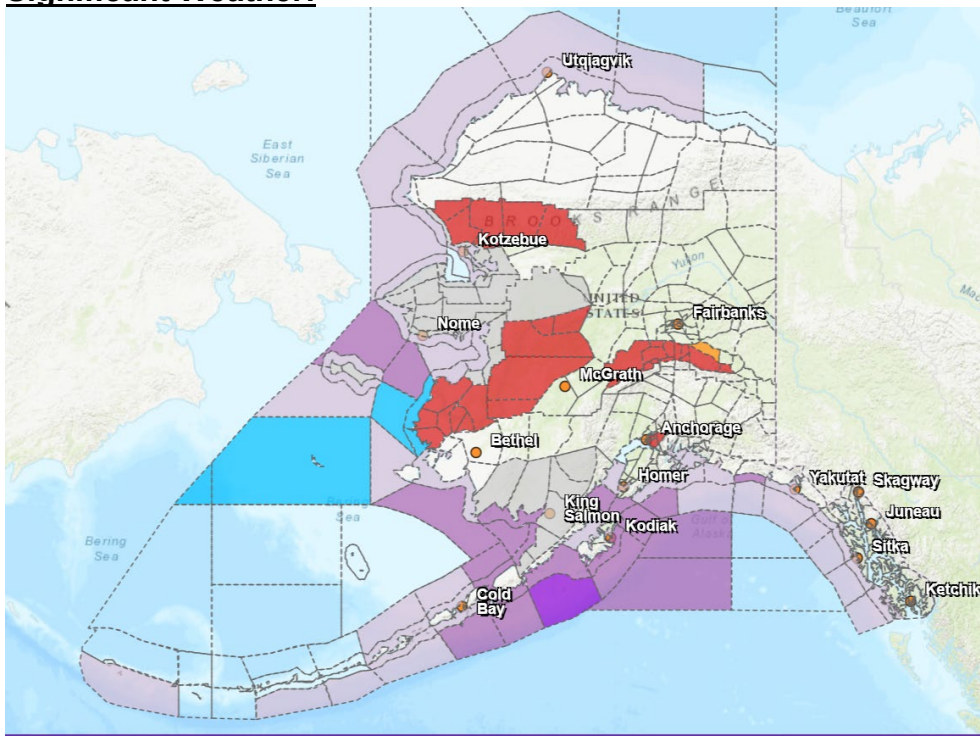 Significant Weather:
Beaufort
Sea
Utqiagvik
East
Siberian
Sea
BROOKS RANGE
Kotzebue
Yukon
UNITED
STATES
Nome
Fairbanks
McGrath
Anchorage
Bethel
Homer
Yakutat
Skagway
Bering
Sea
King
Salmon
Kodiak
Gulf of
Alaska
Juneau
Bering
Sea
Sitka
Cold
Bay
Ketchik